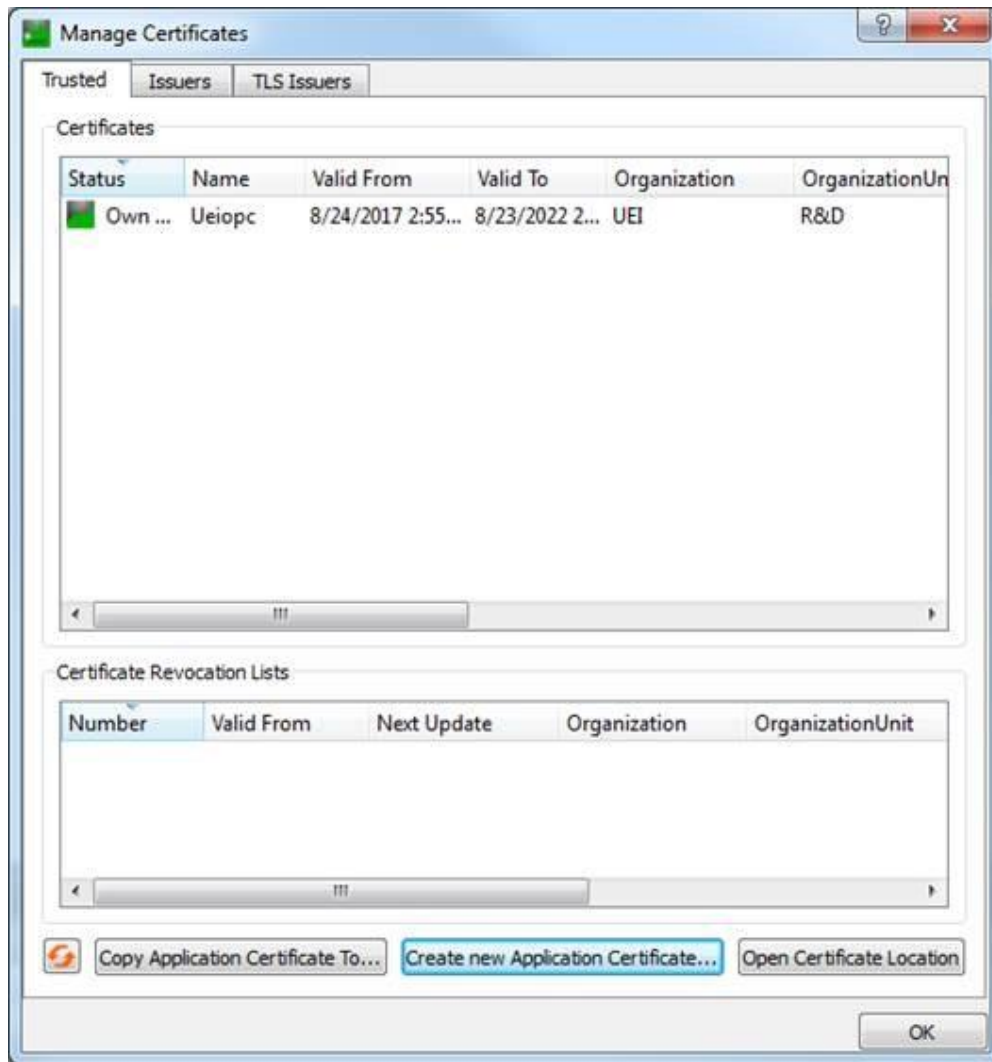 Manage Certificates ?
Trusted Issuers TLS Issuers
Certificates
Status Name Valid From Valid To Organization OrganizationUn
Own ... Ueiopc 8/24/2017 2:55... 8/23/2022 2... UEI R&D
Certificate Revocation Lists
Number Valid From Next Update Organization OrganizationUnit
Copy Application Certificate To... Create new Application Certificate... Open Certificate Location
OK